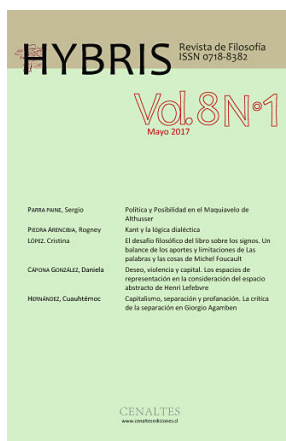 HYBRIS
Revista de Filosofía
ISSN 0718-8382
Vol. 8 Nº 1
Mayo 2017
PARRA PAINE, Sergio
Política y Posibilidad en el Maquiavelo de
Althusser
PIEDRA ARENCIBIA, Rogney
Kant y la lógica dialéctica
LÓPEZ. Cristina
El desafío filosófico del libro sobre los signos. Un
balance de los aportes y limitaciones de Las
palabras y las cosas de Michel Foucault
CÁPONA GONZÁLEZ, Daniela
Deseo, violencia y capital. Los espacios de
representación en la consideración del espacio
abstracto de Henri Lefebvre
HERNÁNDEZ, Cuauhtémoc
Capitalismo, separación y profanación. La crítica
de la separación en Giorgio Agamben
CENALTES
www.cenaltesediciones.cl